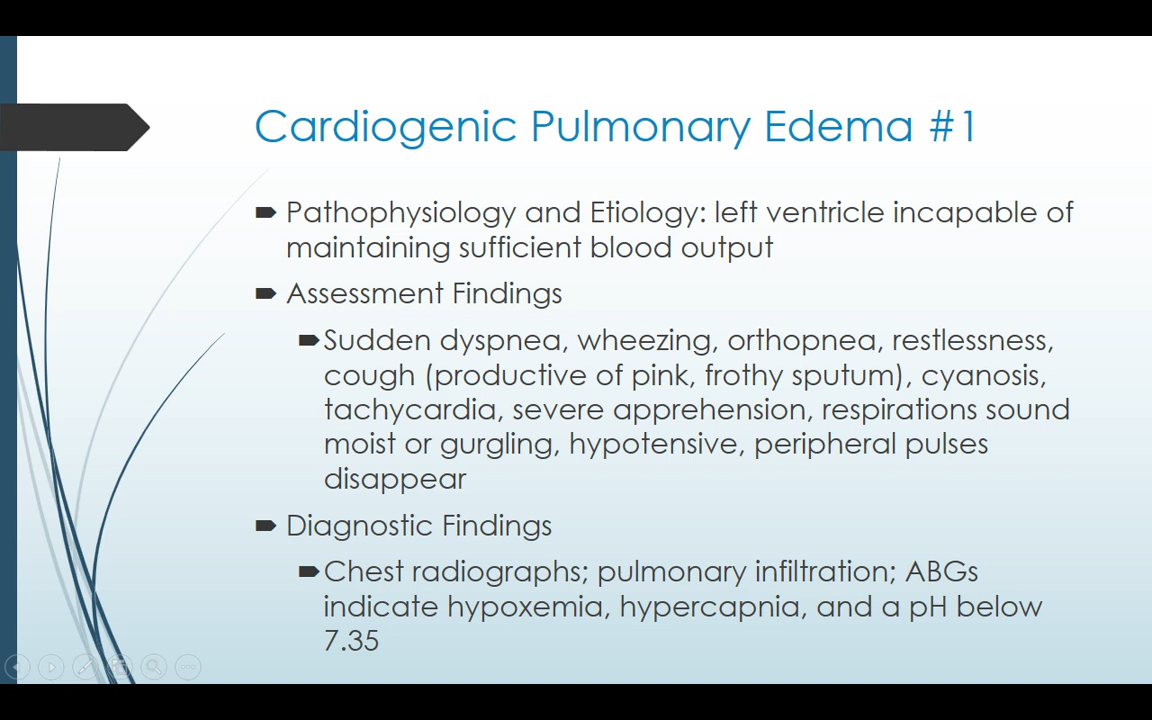 Cardiogenic Pulmonary Edema #1
Pathophysiology and Etiology: left ventricle incapable of
maintaining sufficient blood output
Assessment Findings
Sudden dyspnea, wheezing, orthopnea, restlessness,
cough (productive of pink, frothy sputum), cyanosis,
tachycardia, severe apprehension, respirations sound
moist or gurgling, hypotensive, peripheral pulses
disappear
Diagnostic Findings
Chest radiographs; pulmonary infiltration; ABGs
indicate hypoxemia, hypercapnia, and a pH below
7.35